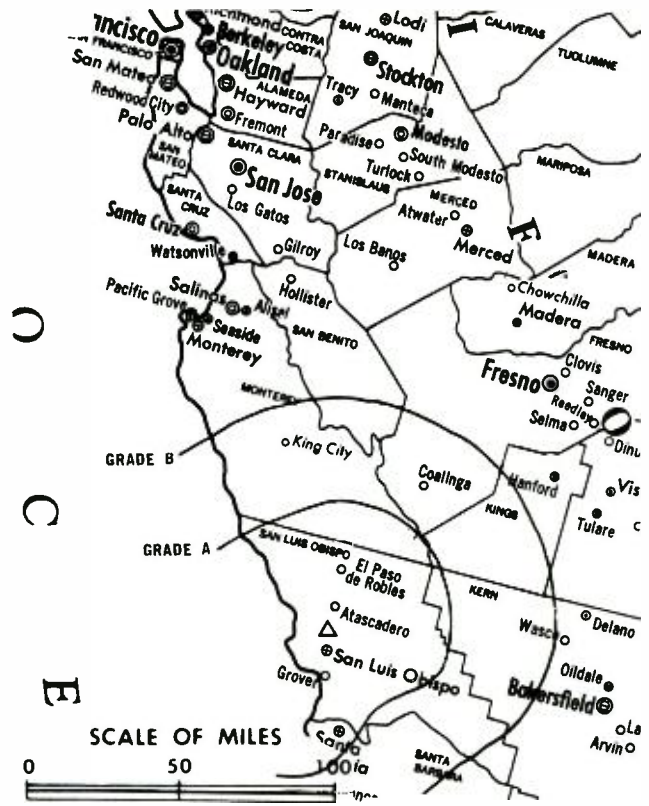 Richmond
CONTRA
COSTA
Berkeley
Oakland
ALAMEDA
SAN JOAQUIN
Lodi
CALAVERAS
TUOLUMNE
Stockton
San Mateo
Hayward
Tracy
Manteca
Redwood City
Fremont
Palo Alto
Paradise
Modesto
SAN
MATEO
SANTA CLARA
South Modesto
Turlock
MARIPOSA
San Jose
STANISLAUS
SANTA
CRUZ
Los Gatos
MERCED
Atwater
Merced
Santa Cruz
F
Watsonville
Gilroy
Los Banos
MADERA
Hollister
Chowchilla
Salinas
Alisal
Pacific Grove
Seaside
Monterey
SAN BENITO
Madera
FRESNO
O
Clovis
Fresno
Sanger
Reedley
Selma
MONTEREY
King City
GRADE B
Coalinga
Hanford
KINGS
Tulare
C
GRADE A
SAN LUIS OBISPO
El Paso
de Robles
KERN
Atascadero
Wasco
Delano
San Luis Obispo
Oildale
Grover
Bakersfield
E
Arvin
SCALE OF MILES
Santa
SANTA
BARBARA
0 50 100